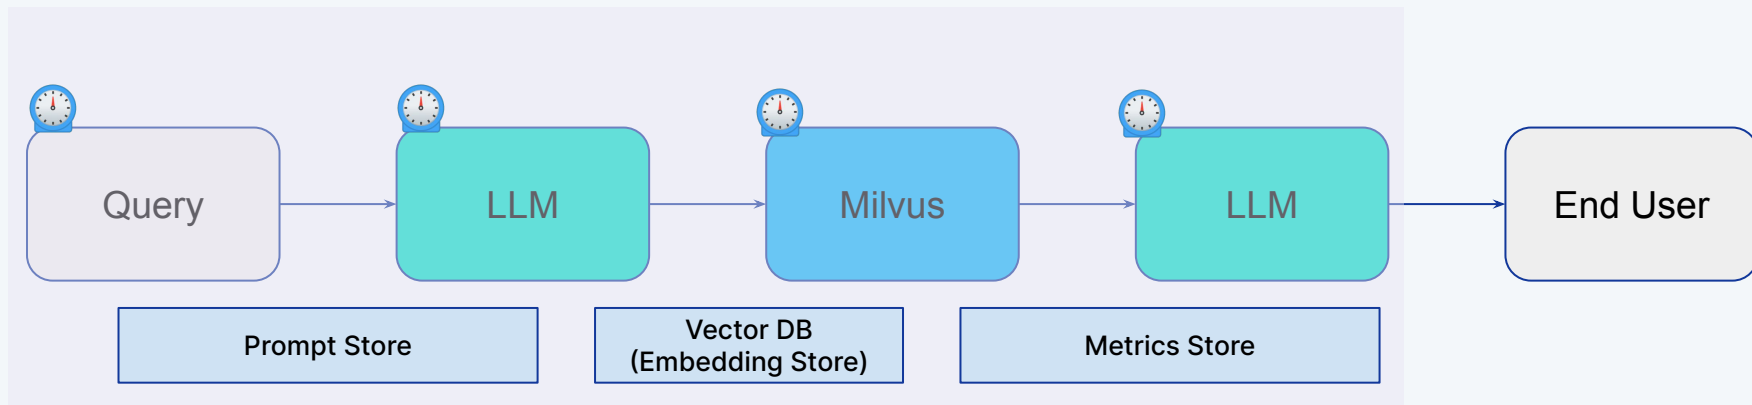 Query
LLM
Milvus
LLM
End User
Prompt Store
Vector DB
(Embedding Store)
Metrics Store